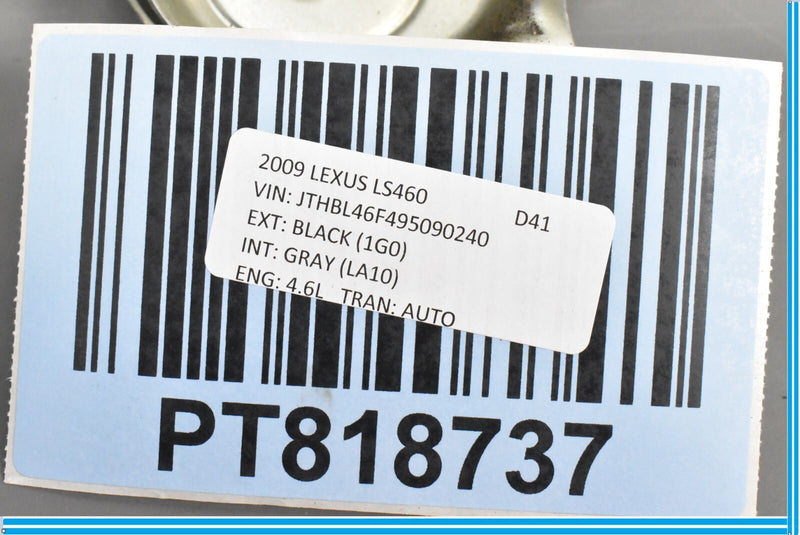 2009 LEXUS LS460
D41
VIN: JTHBL46F495090240
EXT: BLACK (1G0)
INT: GRAY (LA10)
ENG: 4.6L TRAN: AUTO
PT818737